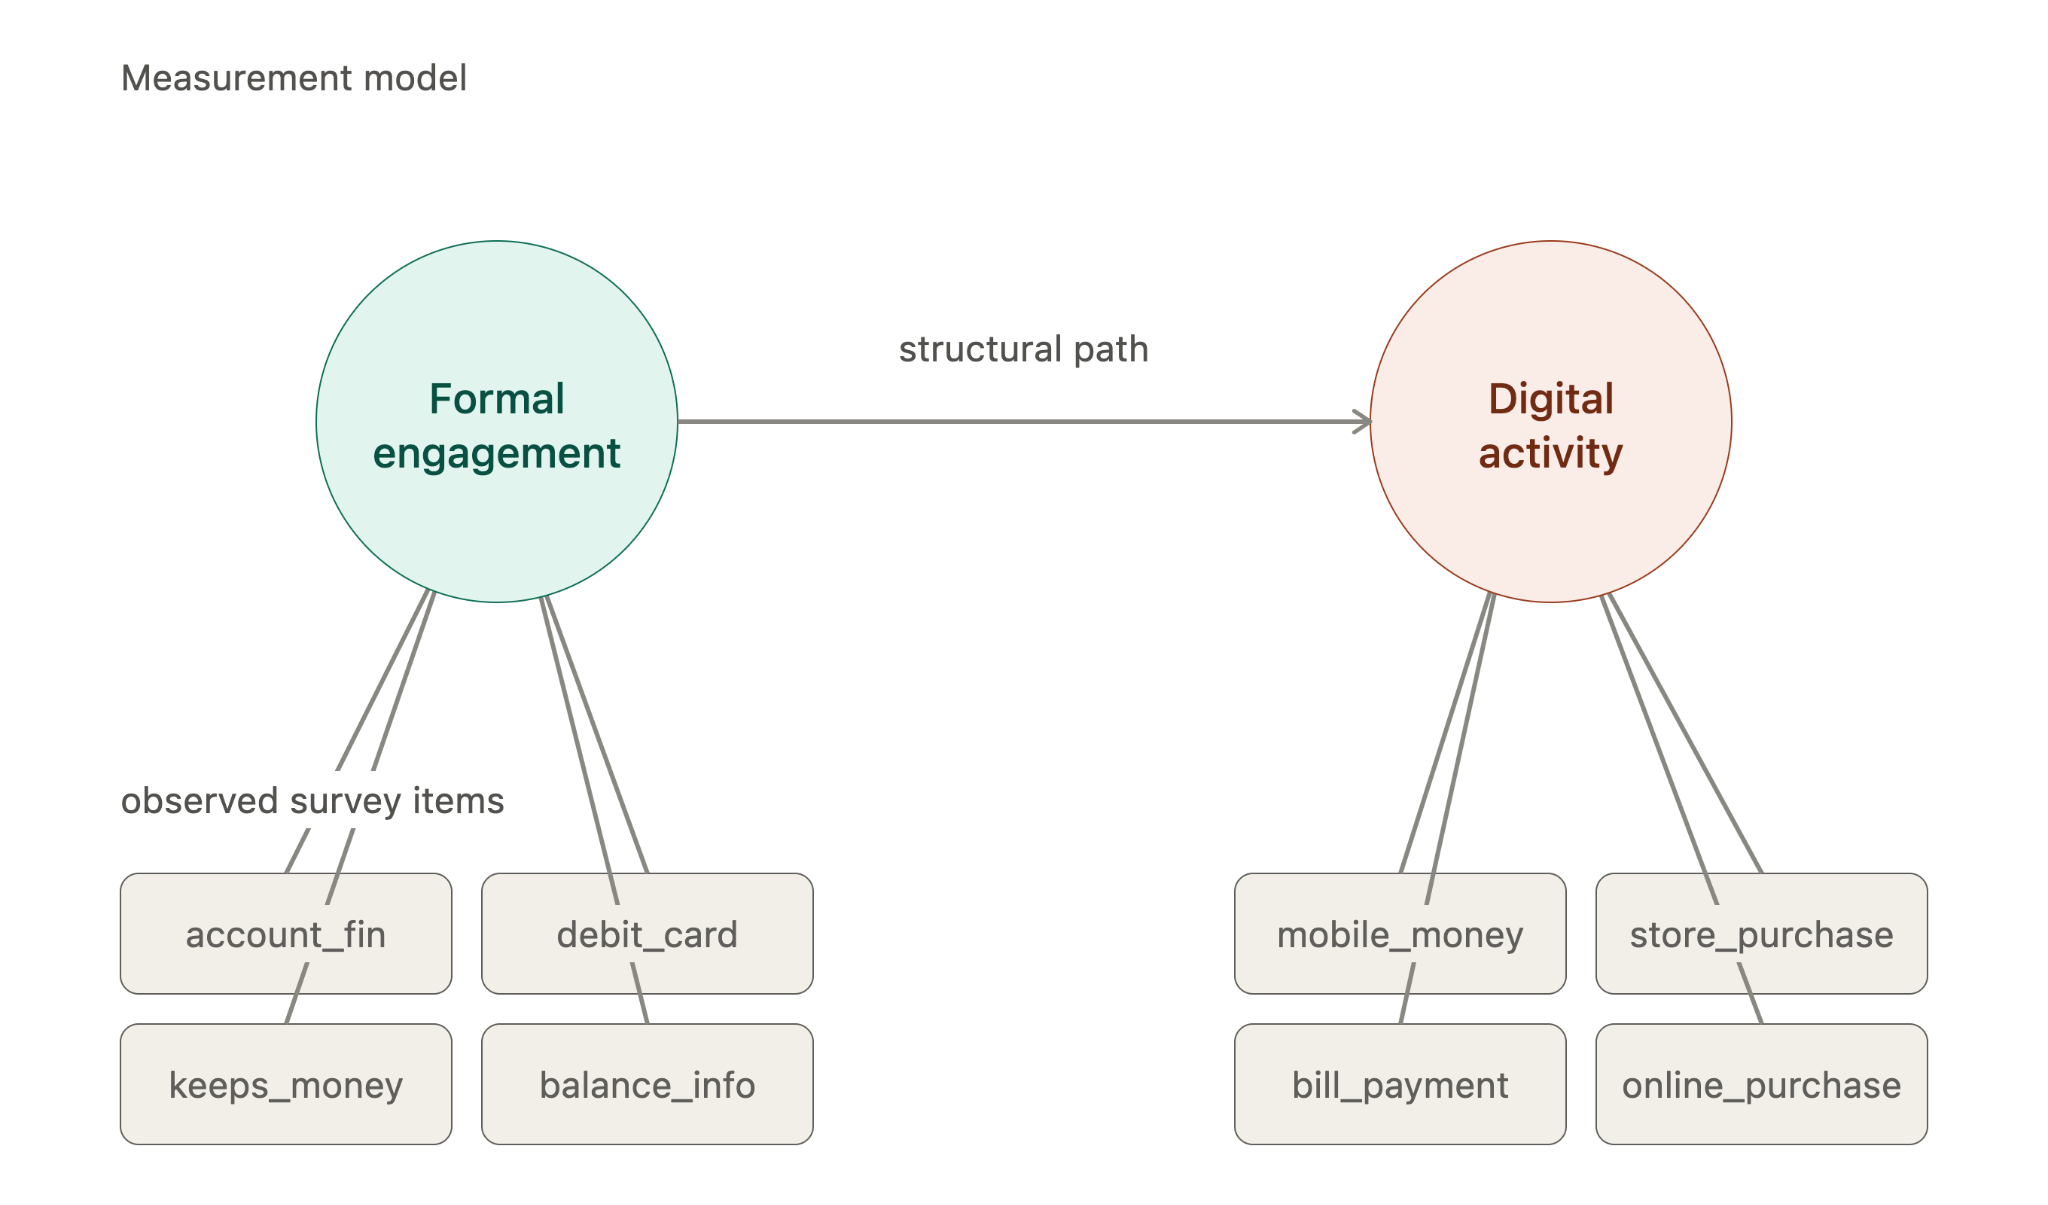 Measurement model
structural path
Formal
engagement
Digital
activity
observed survey items
account_fin
debit_card
mobile_money
store_purchase
keeps_money
balance_info
bill_payment
online_purchase